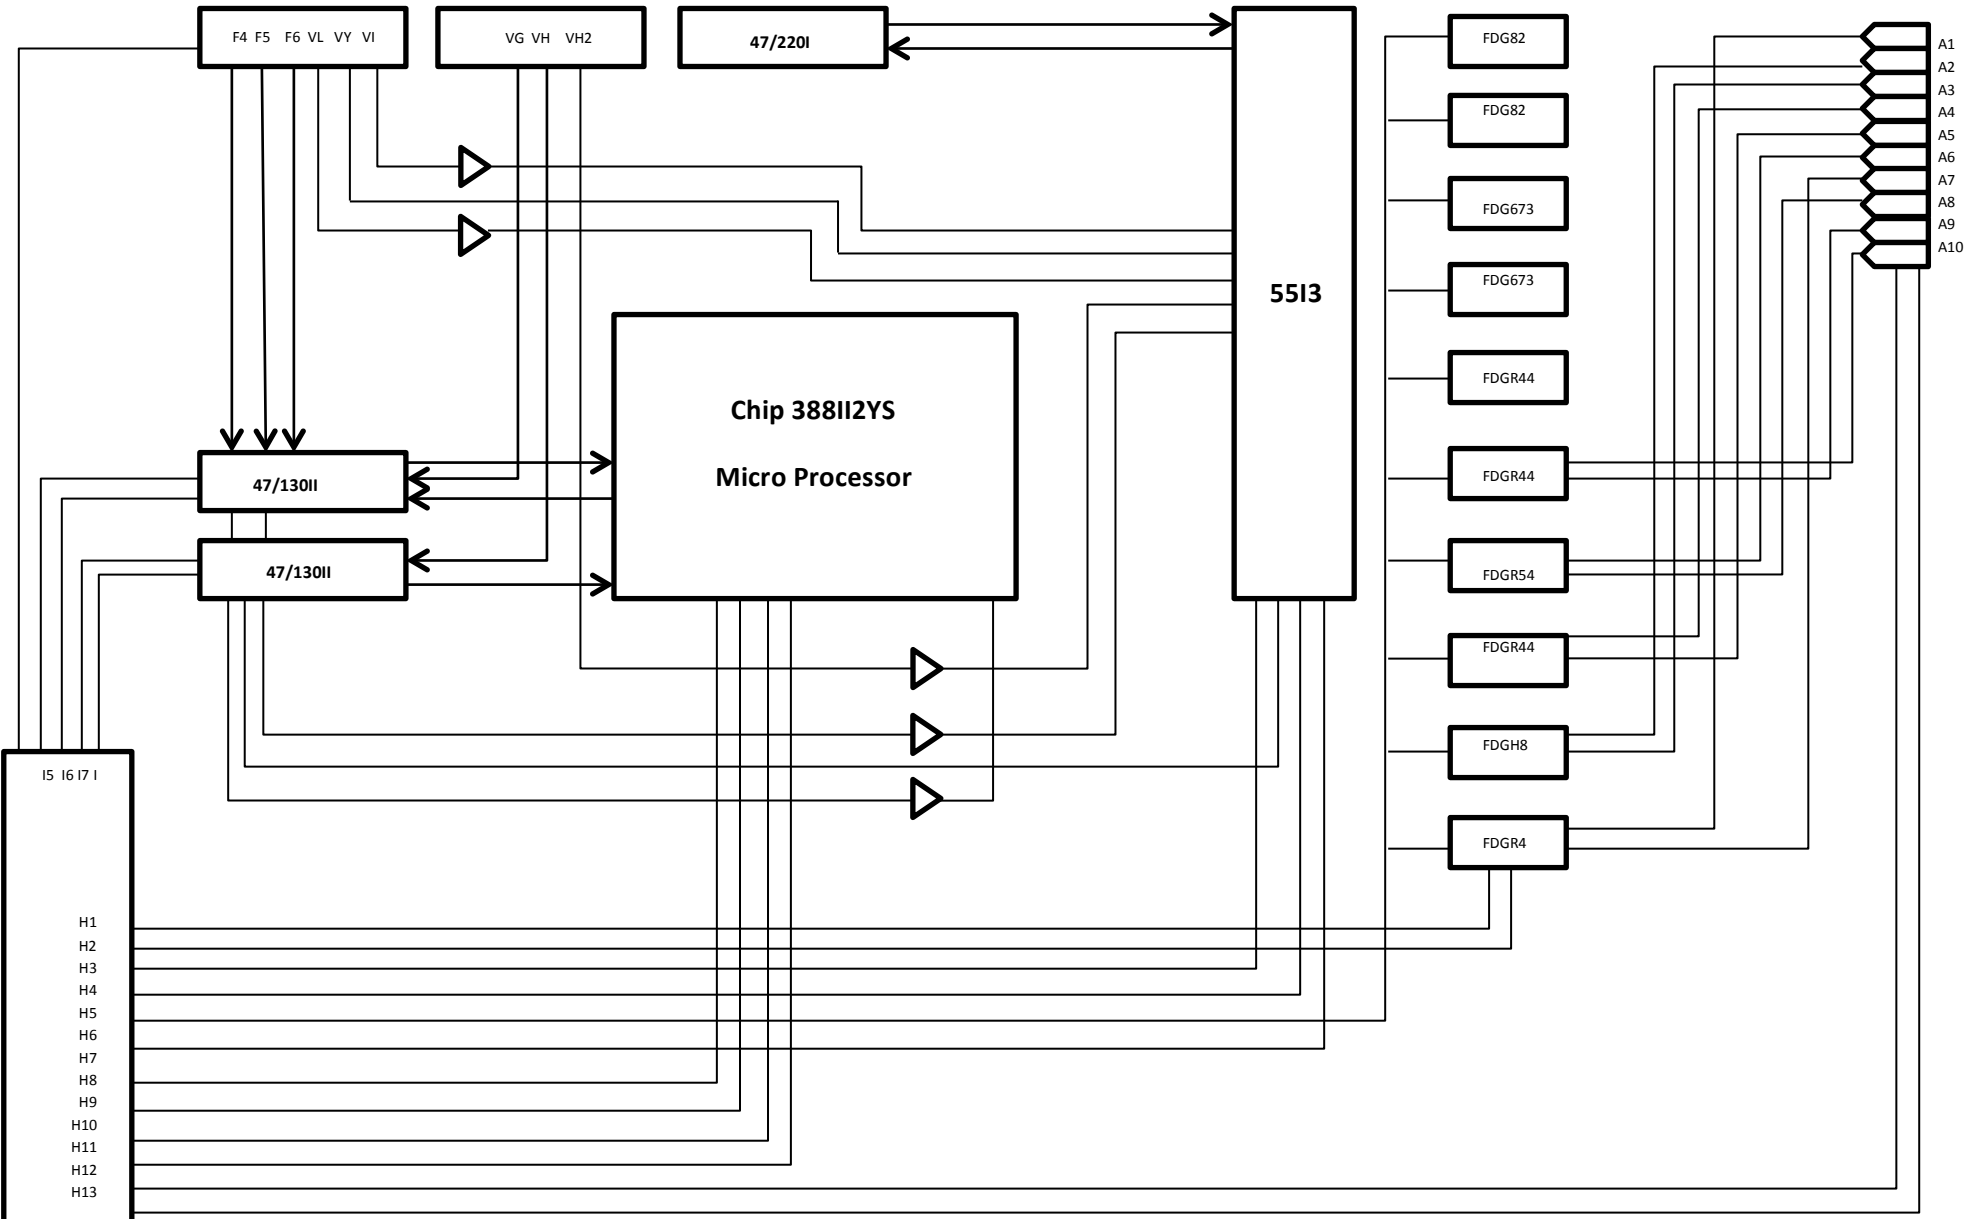 F4 F5 F6 VL VY VI
VG VH VH2
47/220I
55I3
Chip 388II2YS
Micro Processor
47/130II
47/130II
FDG82
FDG82
FDG673
FDG673
FDGR44
FDGR44
FDGR54
FDGR44
FDGH8
FDGR4
A1
A2
A3
A4
A5
A6
A7
A8
A9
A10
I5 I6 I7 I
H1
H2
H3
H4
H5
H6
H7
H8
H9
H10
H11
H12
H13